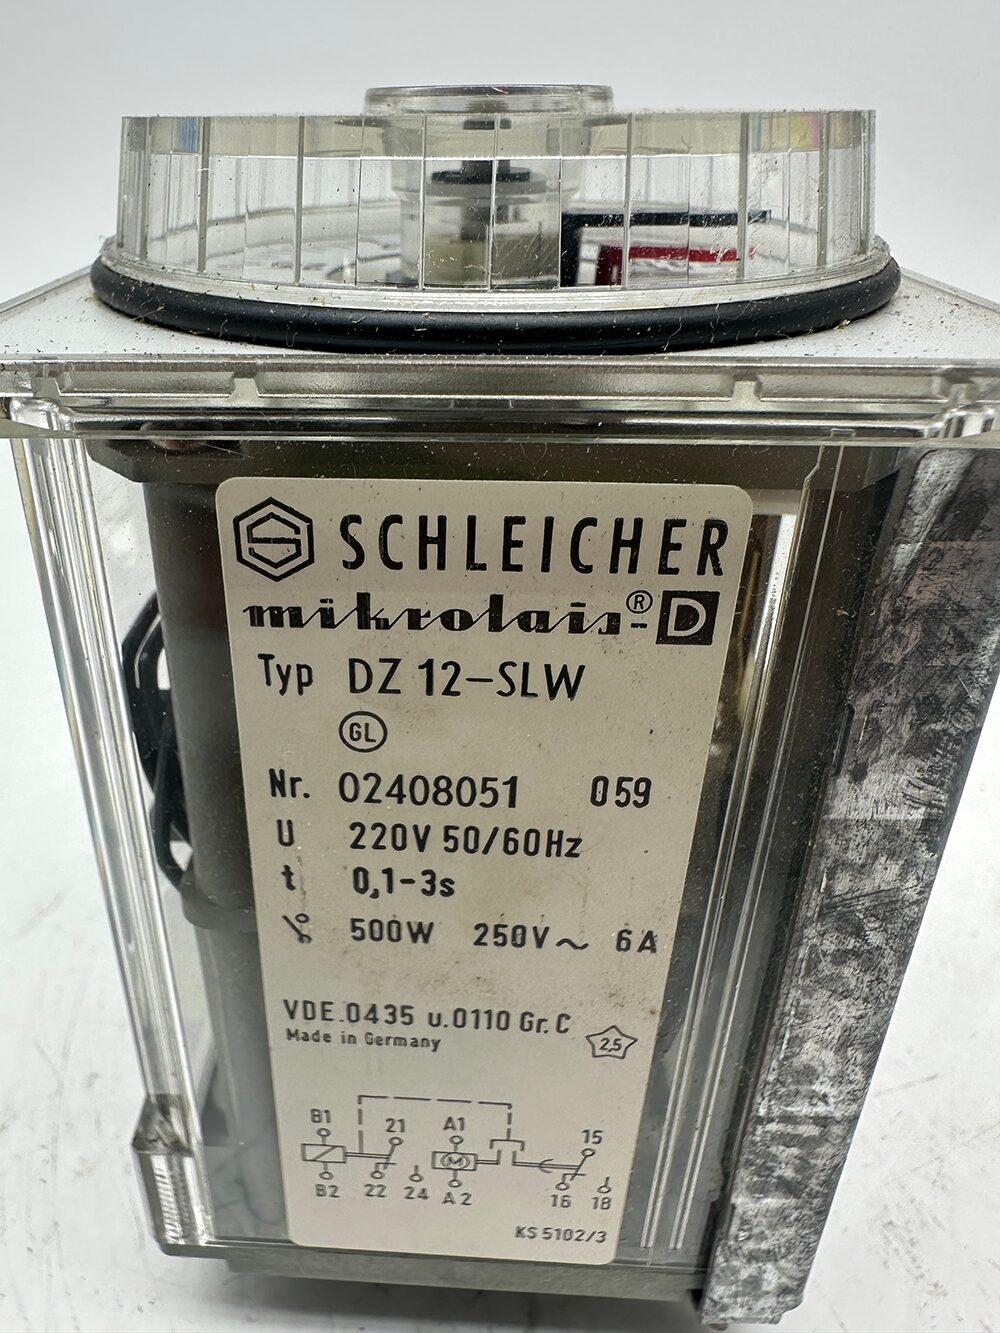 S SCHLEICHER
mikrolais®-D
Typ DZ 12-SLW
GL
Nr. 02408051 059
U 220V 50/60Hz
t 0,1-3s
500W 250V~ 6A
VDE.0435 u.0110 Gr.C
Made in Germany
2,5
B1 21 A1 15
M
B2 22 24 A2 16 18
KS 5102/3